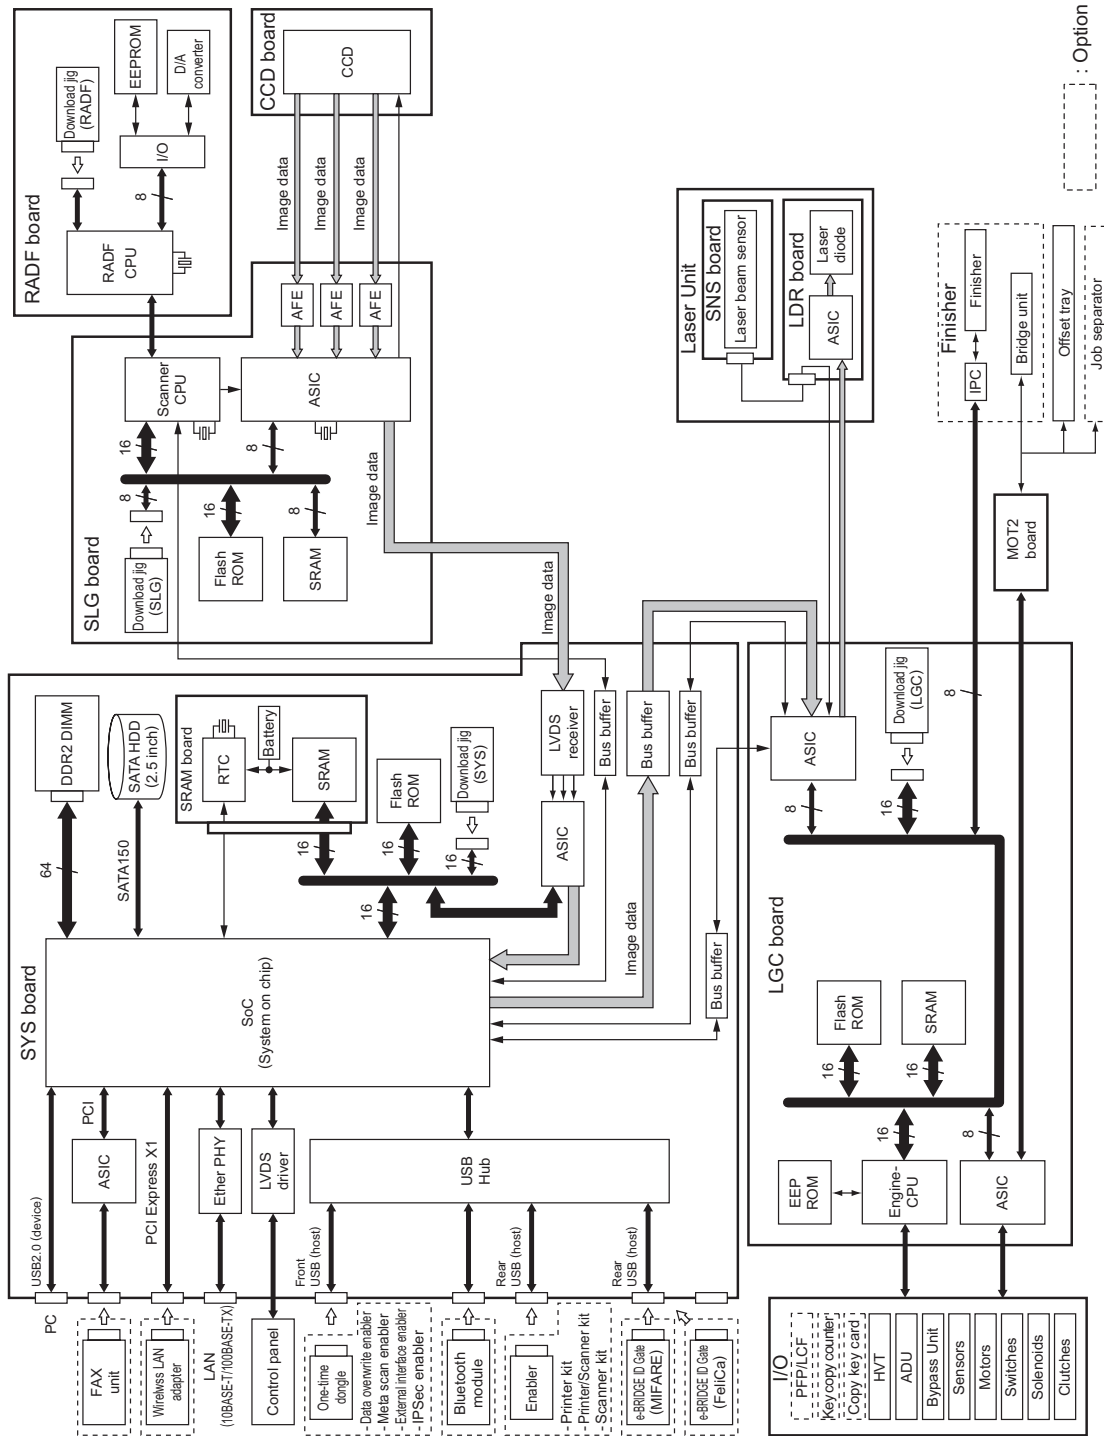 RADF board
Download jig
(RADF)
EEPROM
D/A
converter
I/O
8
RADF
CPU
CCD board
CCD
Image data
Image data
Image data
SLG board
AFE
AFE
AFE
Scanner
CPU
ASIC
16
8
8
16
8
Download jig
(SLG)
Flash
ROM
SRAM
Image data
Image data
Laser Unit
SNS board
Laser beam sensor
LDR board
Laser
diode
ASIC
: Option
Finisher
Finisher
IPC
Bridge unit
Offset tray
Job separator
MOT2
board
SYS board
DDR2 DIMM
SATA HDD
(2.5 inch)
SRAM board
RTC
Battery
SRAM
Flash
ROM
Download jig
(SYS)
LVDS
receiver
Bus buffer
Bus buffer
Bus buffer
ASIC
64
SATA150
16
16
16
16
SoC
(System on chip)
Image data
Bus buffer
PCI
ASIC
PCI Express X1
Ether PHY
LVDS
driver
USB
Hub
USB2.0 (device)
Front
USB (host)
Rear
USB (host)
Rear
USB (host)
PC
FAX
unit
Wirelwss LAN
adapter
LAN
(10BASE-T/100BASE-TX)
Control panel
One-time
dongle
-Data overwrite enabler
-Meta scan enabler
-External interface enabler
-IPSec enabler
Bluetooth
module
Enabler
-Printer kit
-Printer/Scanner kit
-Scanner kit
e-BRIDGE ID Gate
(MIFARE)
e-BRIDGE ID Gate
(FeliCa)
LGC board
ASIC
Download jig
(LGC)
8
16
8
Flash
ROM
SRAM
16
16
16
8
EEP
ROM
Engine-
CPU
ASIC
I/O
PFP/LCF
Key copy counter
Copy key card
HVT
ADU
Bypass Unit
Sensors
Motors
Switches
Solenoids
Clutches